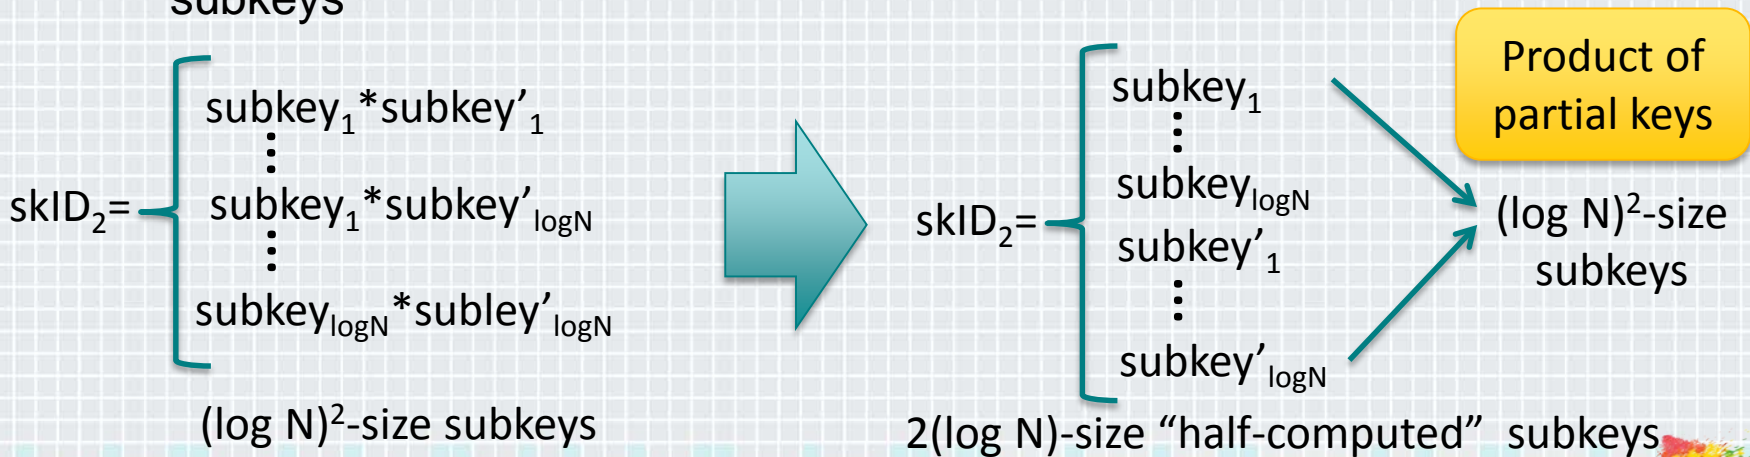 subkeys
subkey₁*subkey’₁
⋮
skID₂=
subkey₁*subkey’logN
⋮
subkeylogN*subley’logN
(log N)²-size subkeys
skID₂=
subkey₁
⋮
subkeylogN
subkey’₁
⋮
subkey’logN
2(log N)-size “half-computed” subkeys
Product of
partial keys
(log N)²-size
subkeys